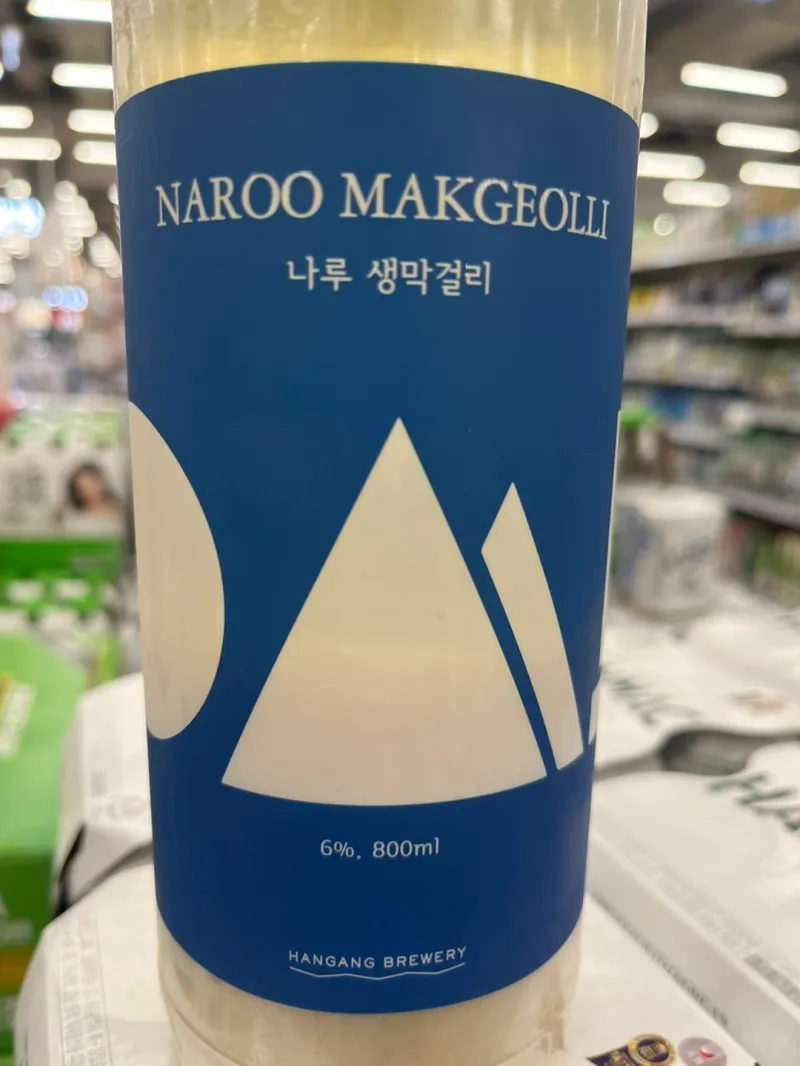 NAROO MAKGEOLLI
나루 생막걸리
6%. 800ml
HANGANG BREWERY